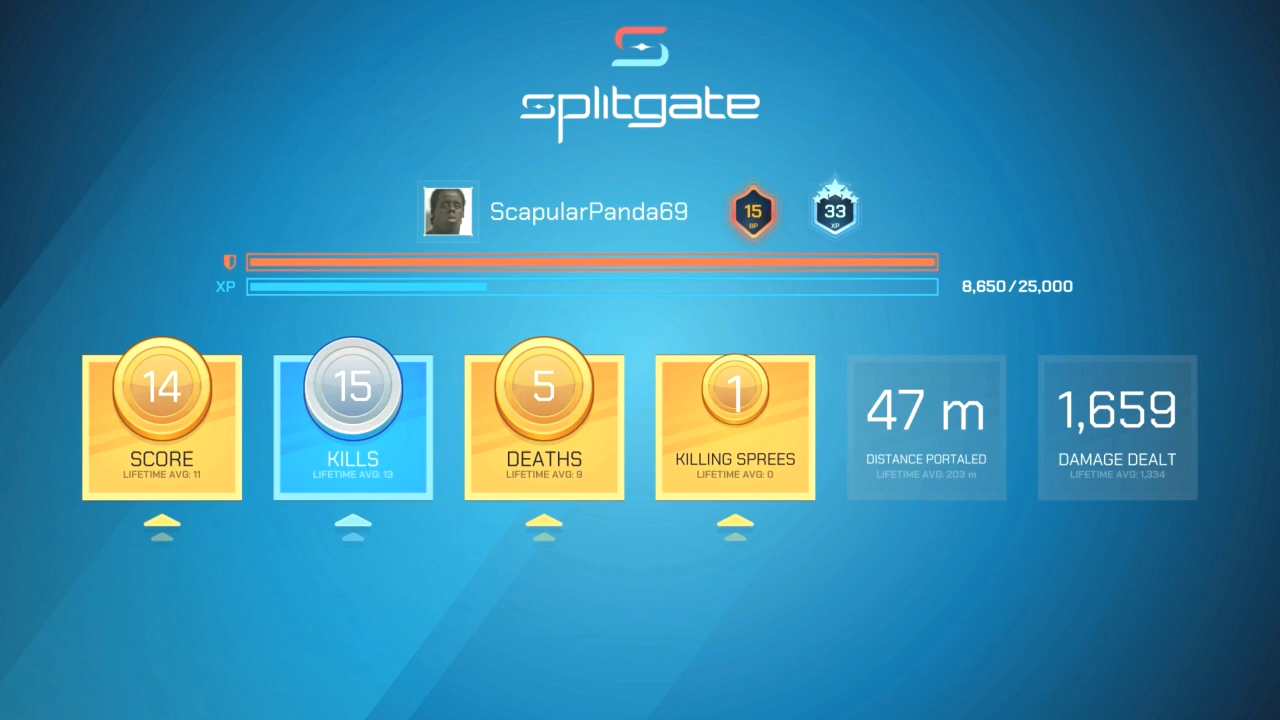 splitgate
ScapularPanda69
15
BP
33
XP
XP
8,650/25,000
14
SCORE
LIFETIME AVG: 11
15
KILLS
LIFETIME AVG: 13
5
DEATHS
LIFETIME AVG: 9
1
KILLING SPREES
LIFETIME AVG: 0
47 m
DISTANCE PORTALED
LIFETIME AVG: 203 m
1,659
DAMAGE DEALT
LIFETIME AVG: 1,334